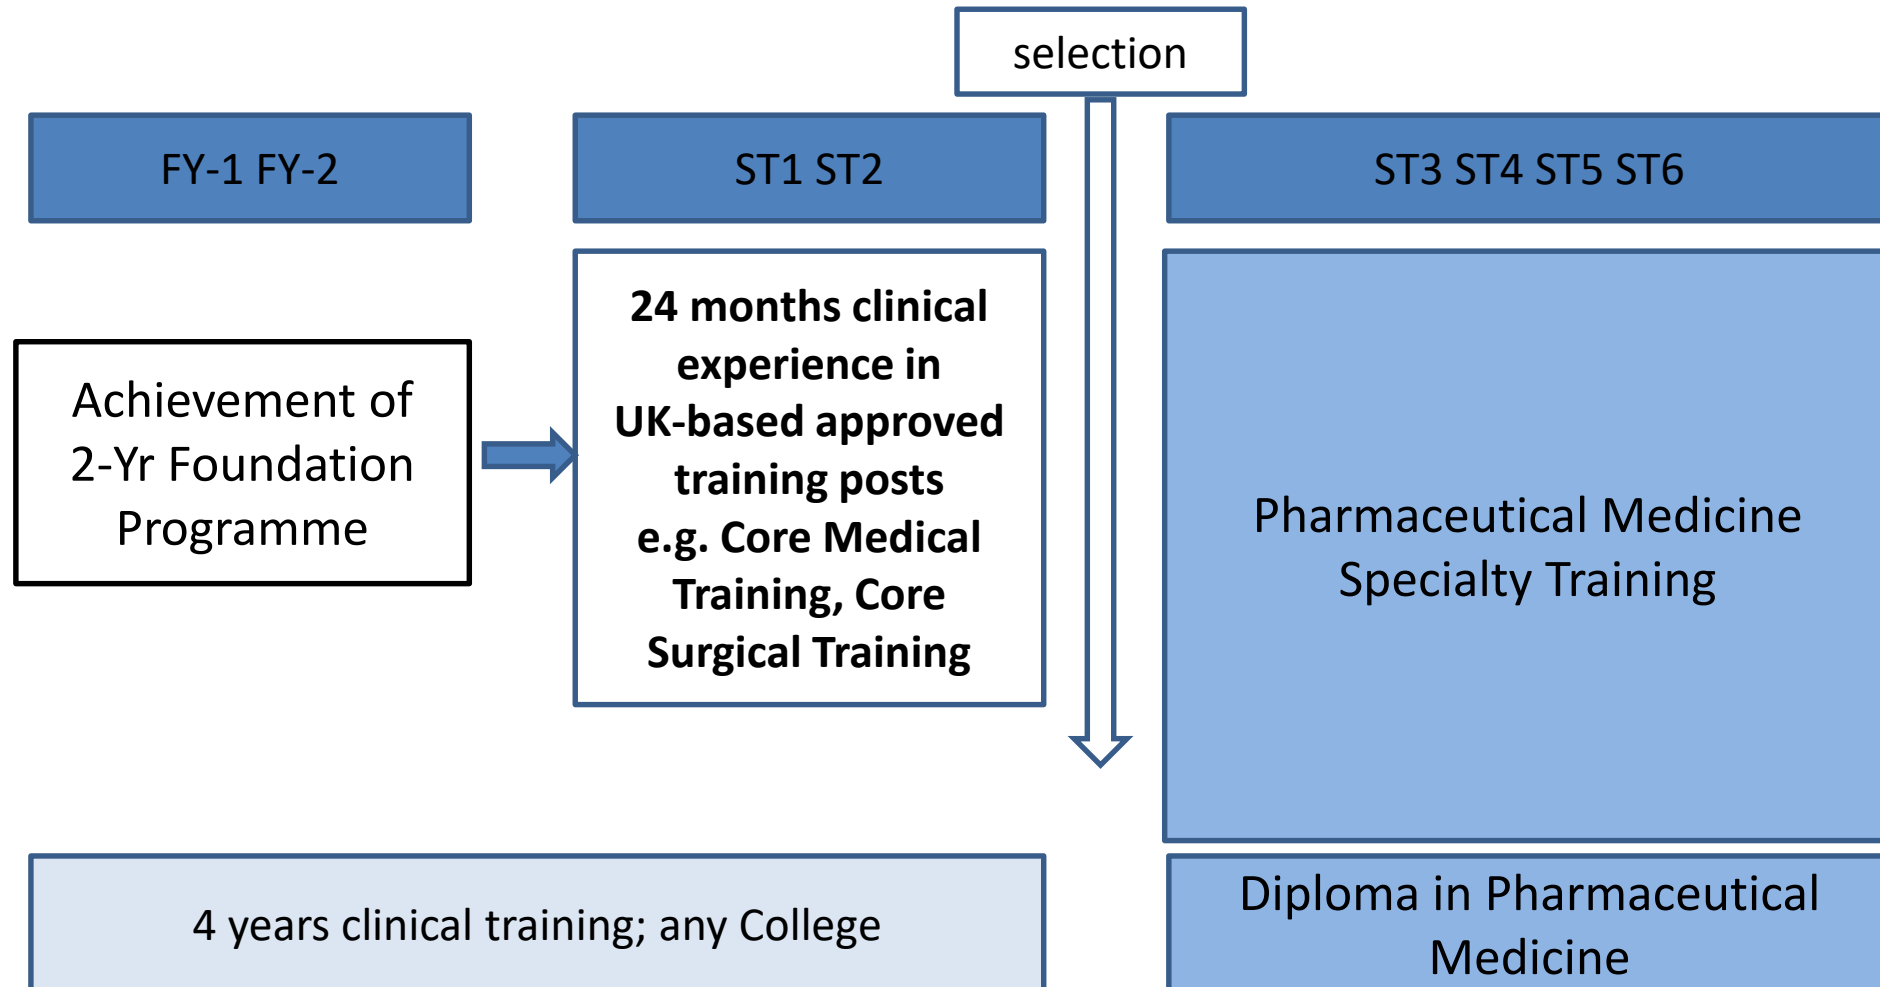 selection
FY-1 FY-2
ST1 ST2
ST3 ST4 ST5 ST6
Achievement of
2-Yr Foundation
Programme
24 months clinical
experience in
UK-based approved
training posts
e.g. Core Medical
Training, Core
Surgical Training
Pharmaceutical Medicine
Specialty Training
4 years clinical training; any College
Diploma in Pharmaceutical
Medicine